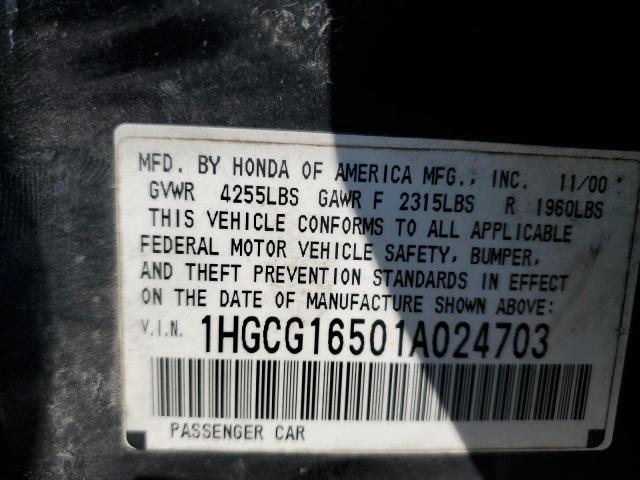 MFD. BY HONDA OF AMERICA MFG., INC. 11/00
GVWR 4255LBS GAWR F 2315LBS R 1960LBS
THIS VEHICLE CONFORMS TO ALL APPLICABLE
FEDERAL MOTOR VEHICLE SAFETY, BUMPER,
AND THEFT PREVENTION STANDARDS IN EFFECT
ON THE DATE OF MANUFACTURE SHOWN ABOVE:
V.I.N. 1HGCG16501A024703
PASSENGER CAR